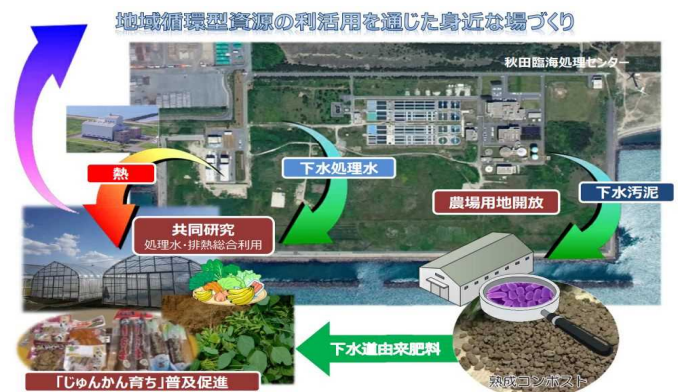 地域循環型資源の利活用を通じた身近な場づくり
秋田臨海処理センター
熱
下水処理水
下水汚泥
農場用地開放
共同研究
処理水・排熱総合利用
下水道由来肥料
熟成コンポスト
「じゅんかん育ち」普及促進